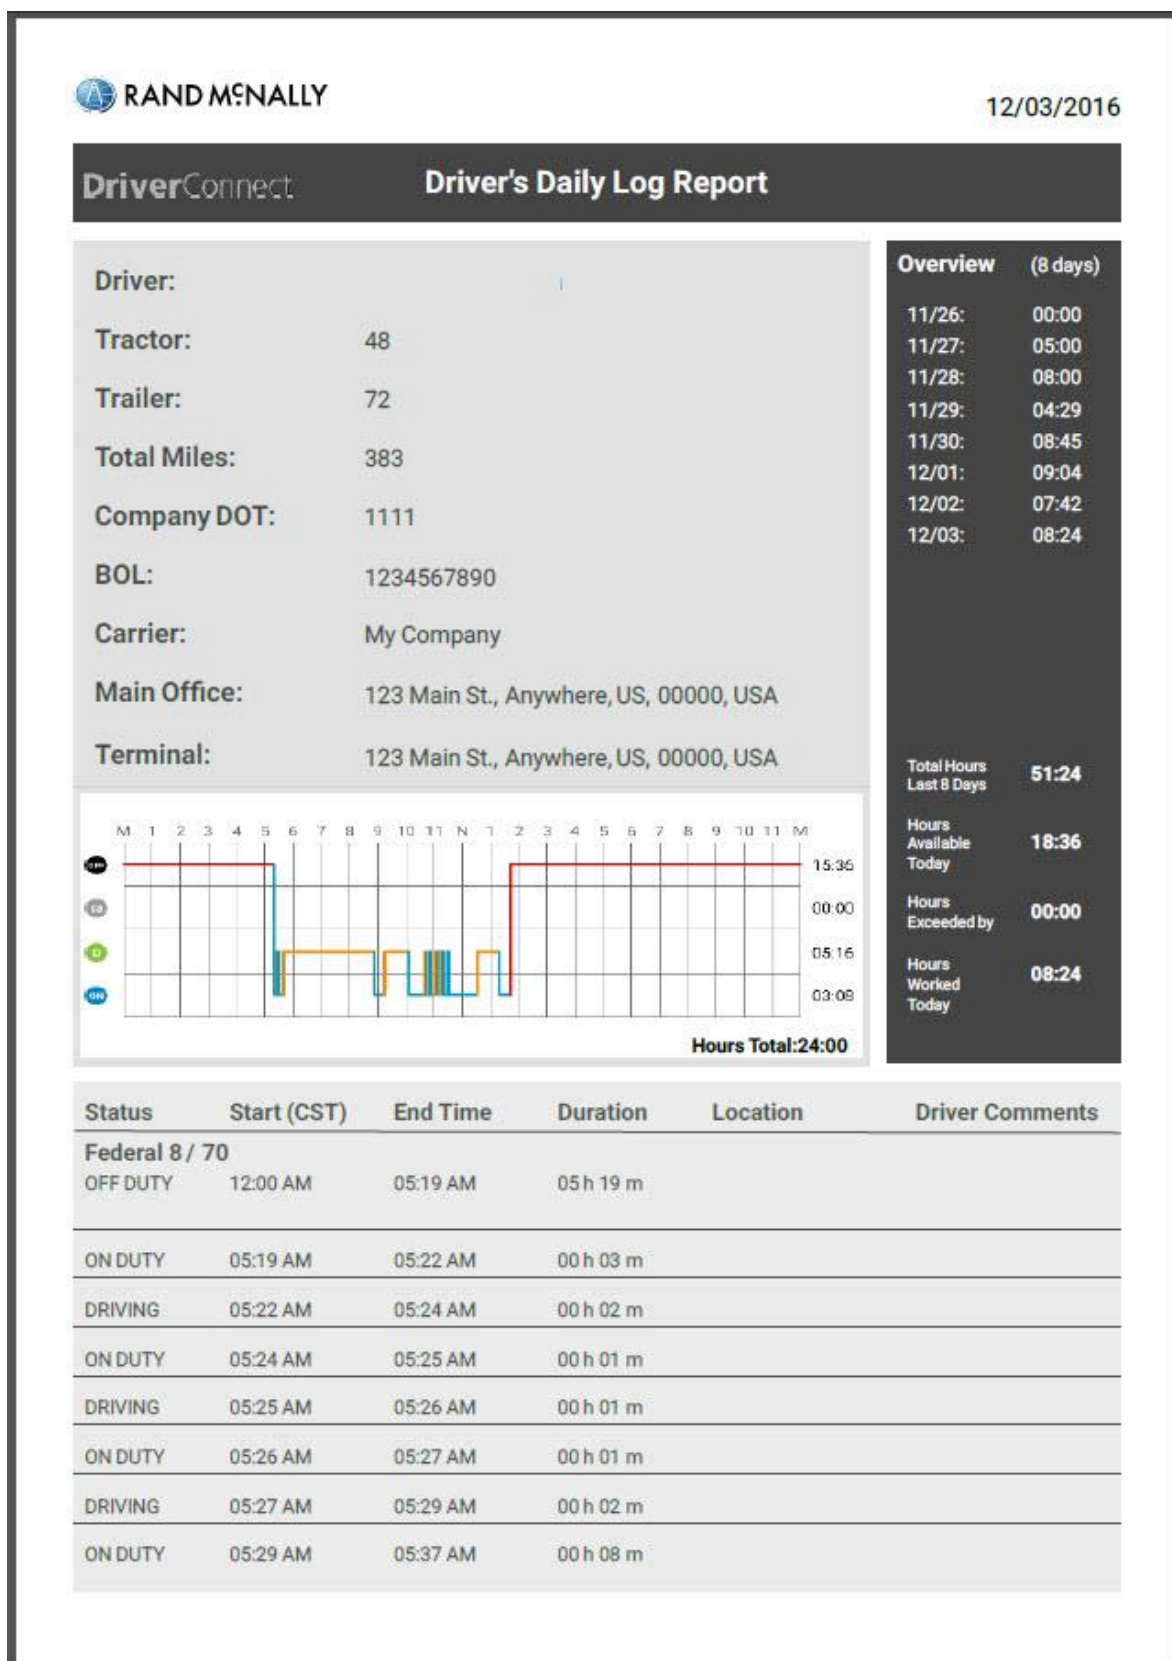 RAND McNALLY
12/03/2016
DriverConnect
Driver's Daily Log Report
Driver:
Tractor: 48
Trailer: 72
Total Miles: 383
Company DOT: 1111
BOL: 1234567890
Carrier: My Company
Main Office: 123 Main St., Anywhere, US, 00000, USA
Terminal: 123 Main St., Anywhere, US, 00000, USA
Overview (8 days)
11/26: 00:00
11/27: 05:00
11/28: 08:00
11/29: 04:29
11/30: 08:45
12/01: 09:04
12/02: 07:42
12/03: 08:24
Total Hours
Last 8 Days
51:24
Hours
Available
Today
18:36
Hours
Exceeded by
00:00
Hours
Worked
Today
08:24
M 1 2 3 4 5 6 7 8 9 10 11 N 1 2 3 4 5 6 7 8 9 10 11 M
OFF 15:36
SB 00:00
D 05:16
ON 03:08
Hours Total:24:00
Status Start (CST) End Time Duration Location Driver Comments
Federal 8 / 70
OFF DUTY 12:00 AM 05:19 AM 05 h 19 m
ON DUTY 05:19 AM 05:22 AM 00 h 03 m
DRIVING 05:22 AM 05:24 AM 00 h 02 m
ON DUTY 05:24 AM 05:25 AM 00 h 01 m
DRIVING 05:25 AM 05:26 AM 00 h 01 m
ON DUTY 05:26 AM 05:27 AM 00 h 01 m
DRIVING 05:27 AM 05:29 AM 00 h 02 m
ON DUTY 05:29 AM 05:37 AM 00 h 08 m